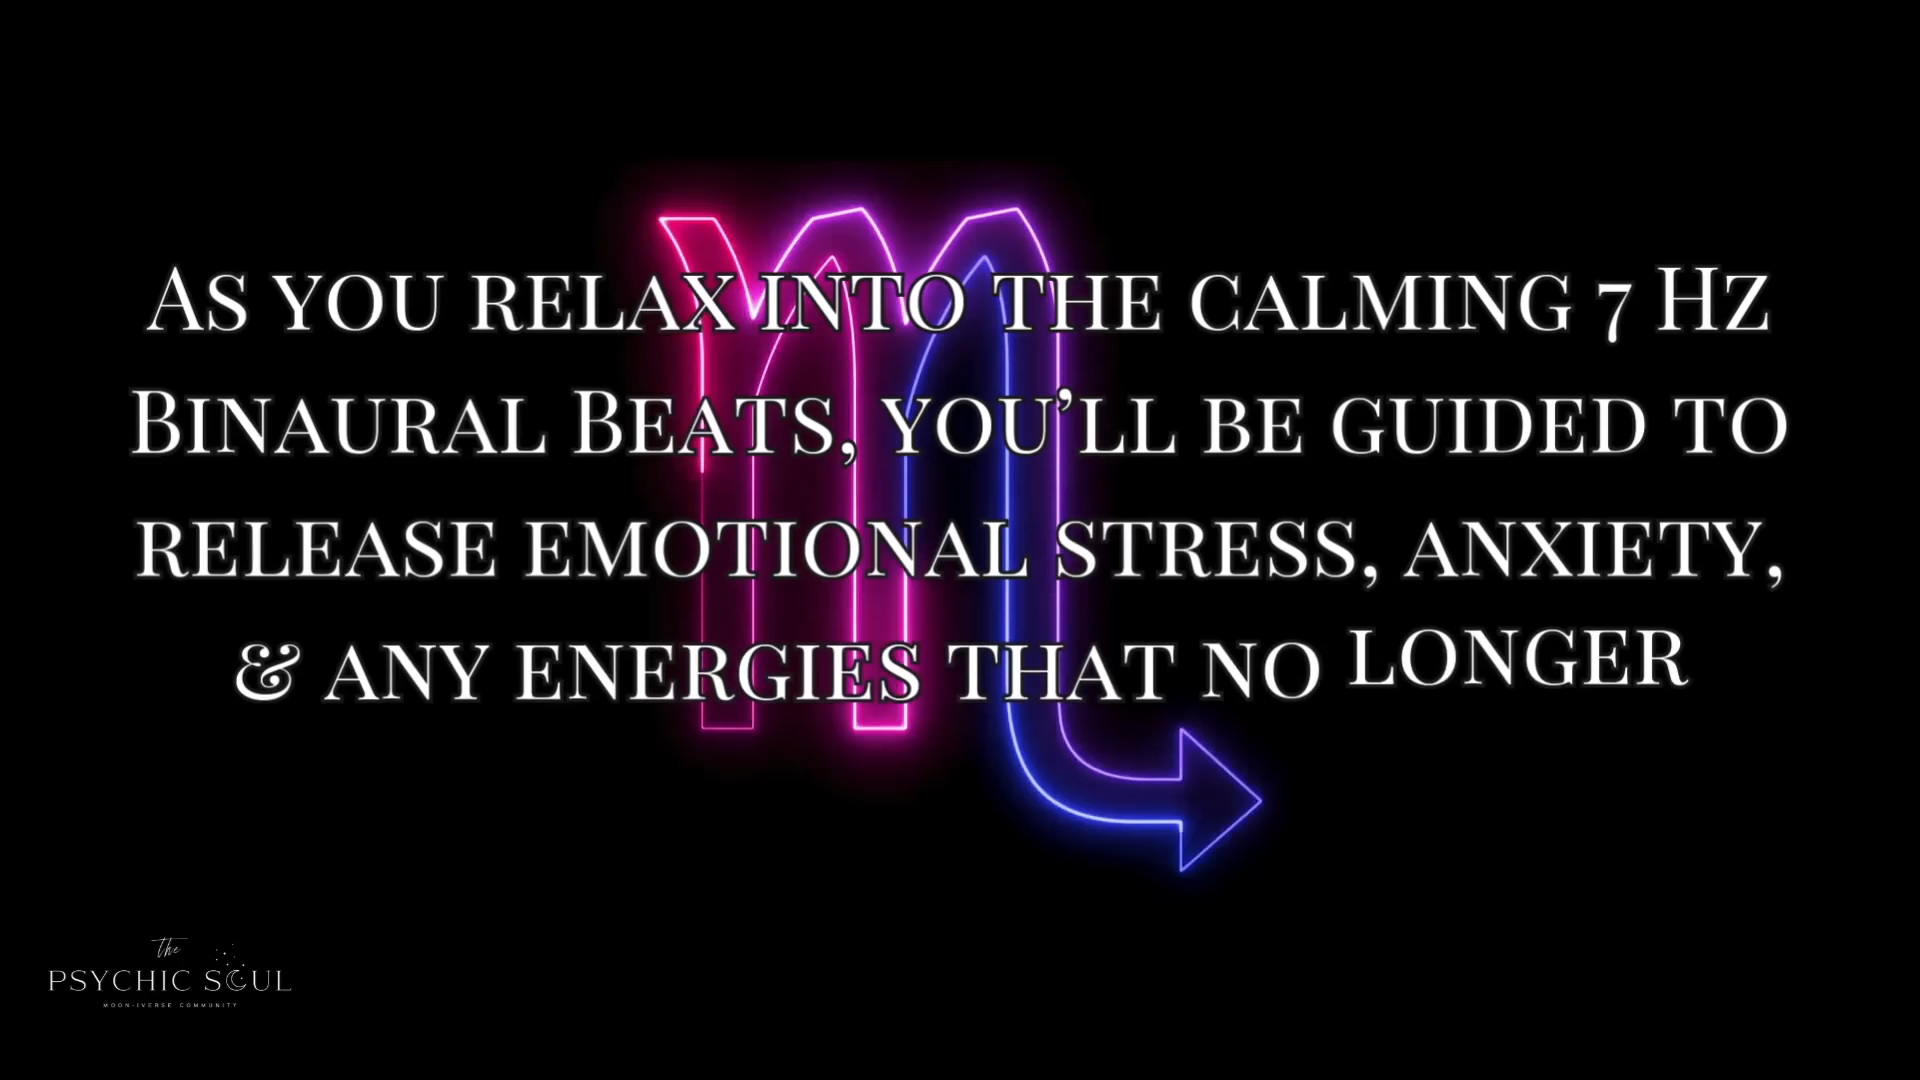 As you relax into the calming 7 Hz
Binaural Beats, you’ll be guided to
release emotional stress, anxiety,
& any energies that no longer
the
PSYCHIC SOUL
MOON-IVERSE COMMUNITY